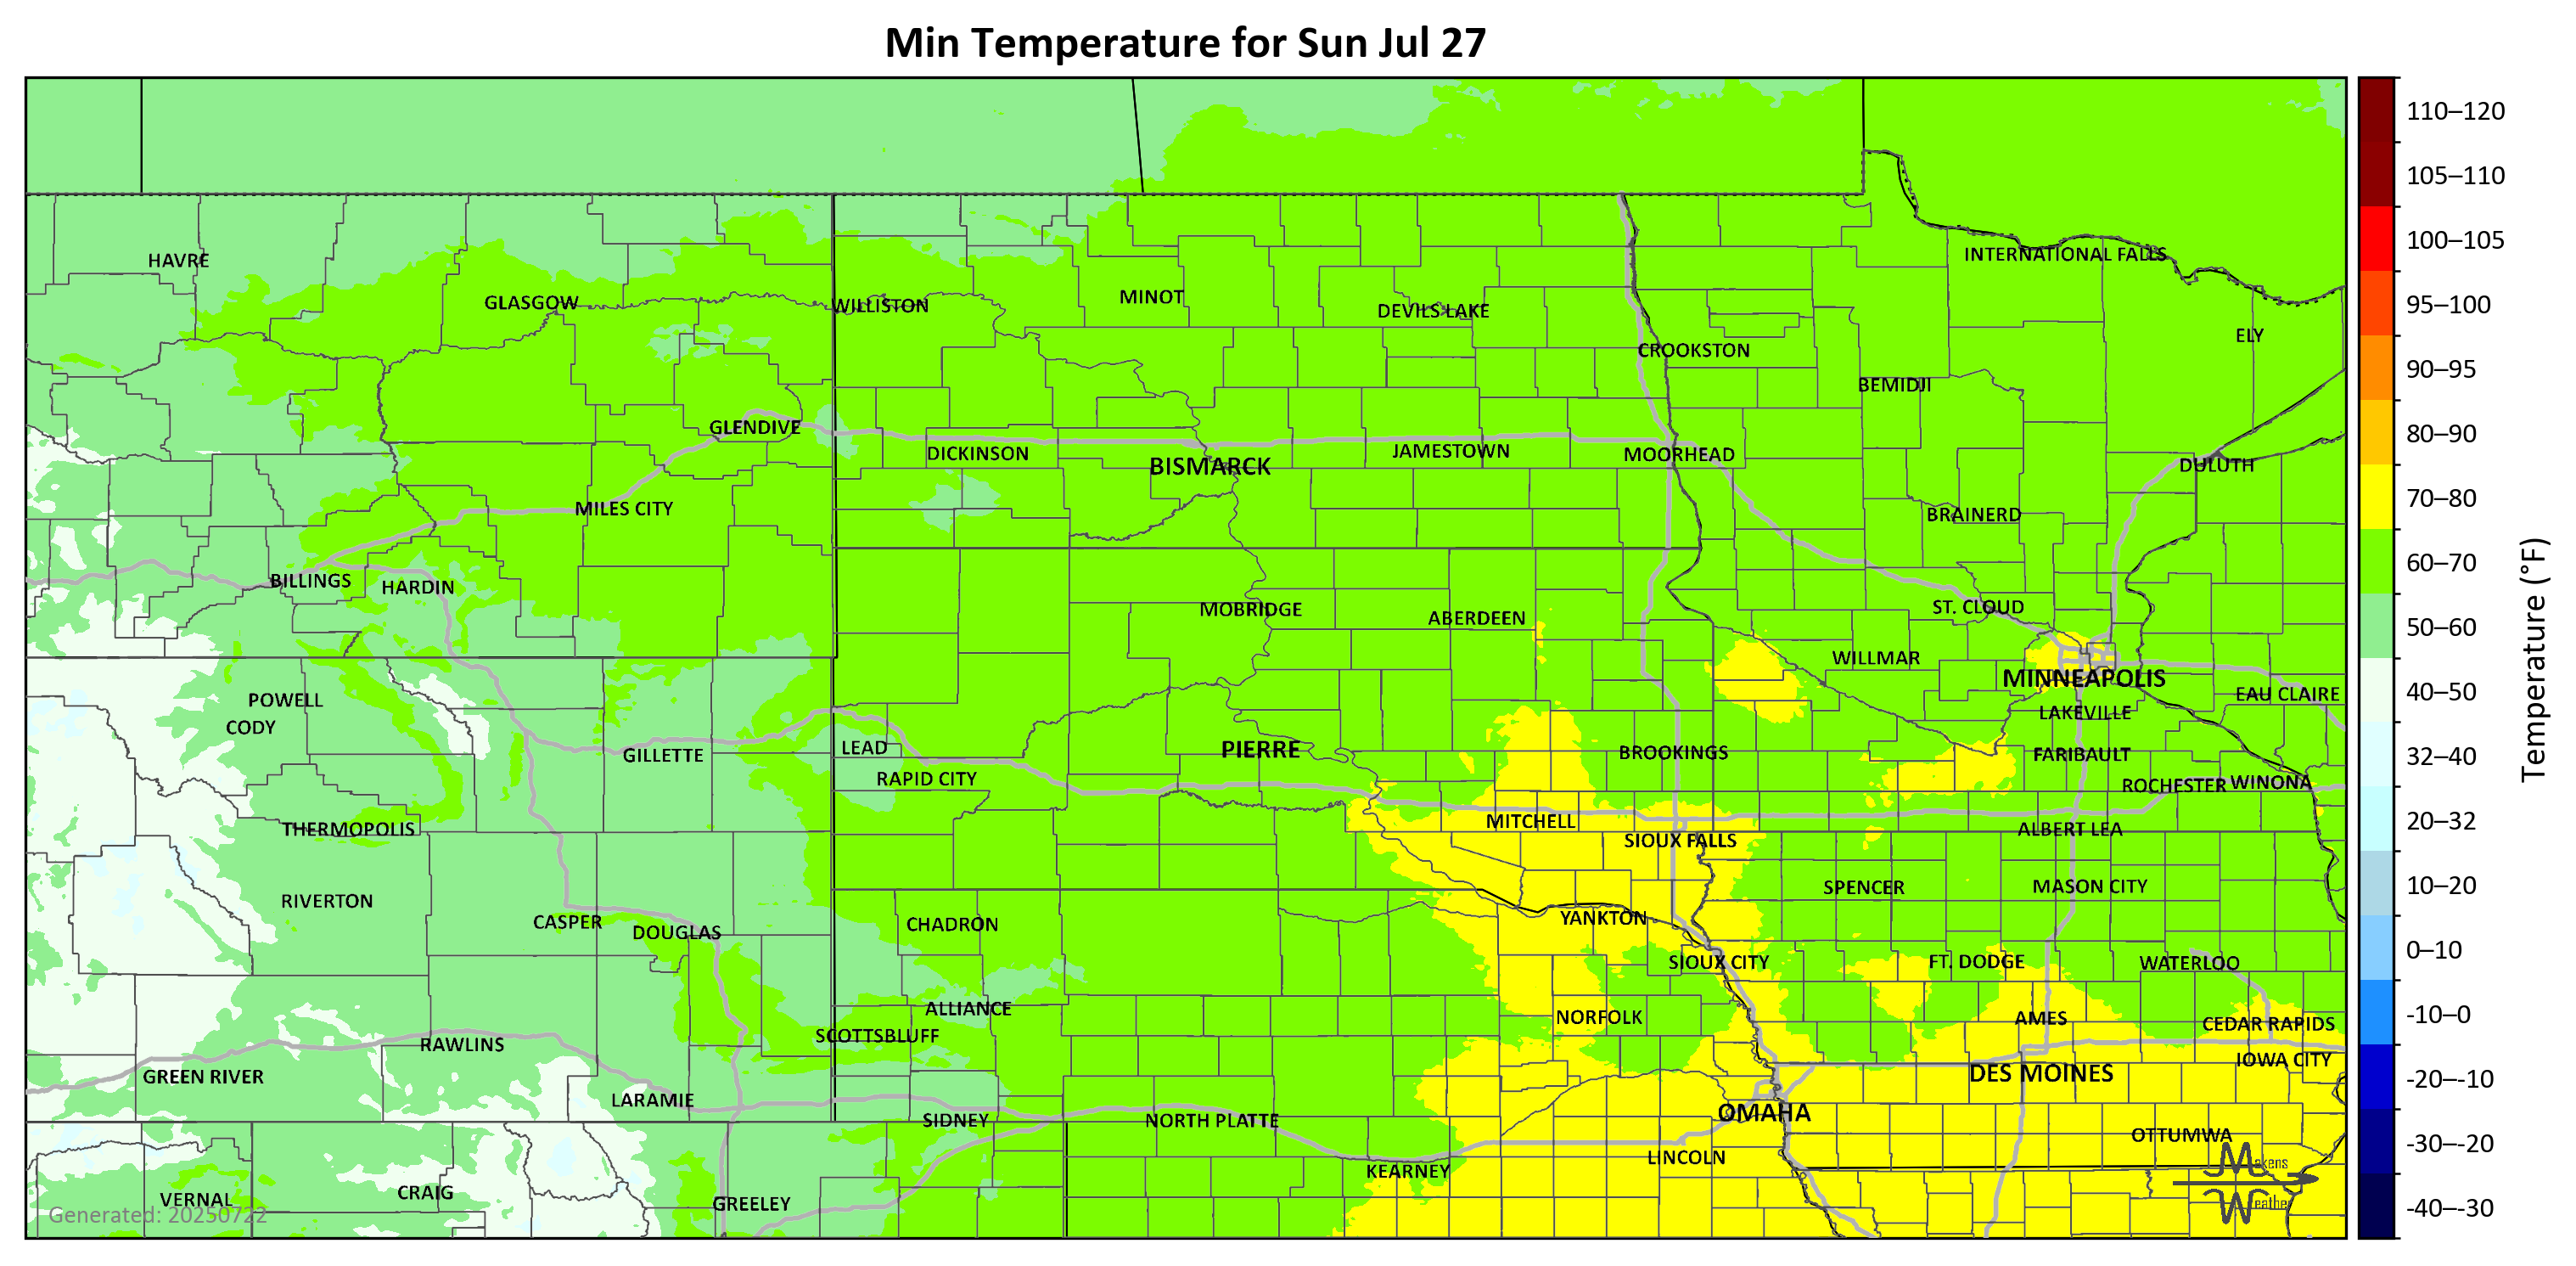 Min Temperature for Sun Jul 27
110–120
105–110
100–105
95–100
90–95
80–90
70–80
60–70
50–60
40–50
32–40
20–32
10–20
0–10
-10–0
-20–-10
-30–-20
-40–-30
Temperature (°F)
HAVRE
INTERNATIONAL FALLS
GLASGOW
WILLISTON
MINOT
DEVILS LAKE
ELY
CROOKSTON
BEMIDJI
GLENDIVE
DICKINSON
BISMARCK
JAMESTOWN
MOORHEAD
DULUTH
MILES CITY
BRAINERD
BILLINGS
HARDIN
MOBRIDGE
ABERDEEN
ST. CLOUD
WILLMAR
MINNEAPOLIS
POWELL
EAU CLAIRE
CODY
LAKEVILLE
GILLETTE
LEAD
PIERRE
BROOKINGS
FARIBAULT
RAPID CITY
ROCHESTER
WINONA
THERMOPOLIS
MITCHELL
SIOUX FALLS
ALBERT LEA
RIVERTON
SPENCER
MASON CITY
CASPER
DOUGLAS
CHADRON
YANKTON
SIOUX CITY
FT. DODGE
WATERLOO
ALLIANCE
NORFOLK
AMES
CEDAR RAPIDS
RAWLINS
SCOTTSBLUFF
IOWA CITY
GREEN RIVER
DES MOINES
LARAMIE
SIDNEY
NORTH PLATTE
OMAHA
OTTUMWA
KEARNEY
LINCOLN
VERNAL
CRAIG
GREELEY
Makens
Weather
Generated: 20250722